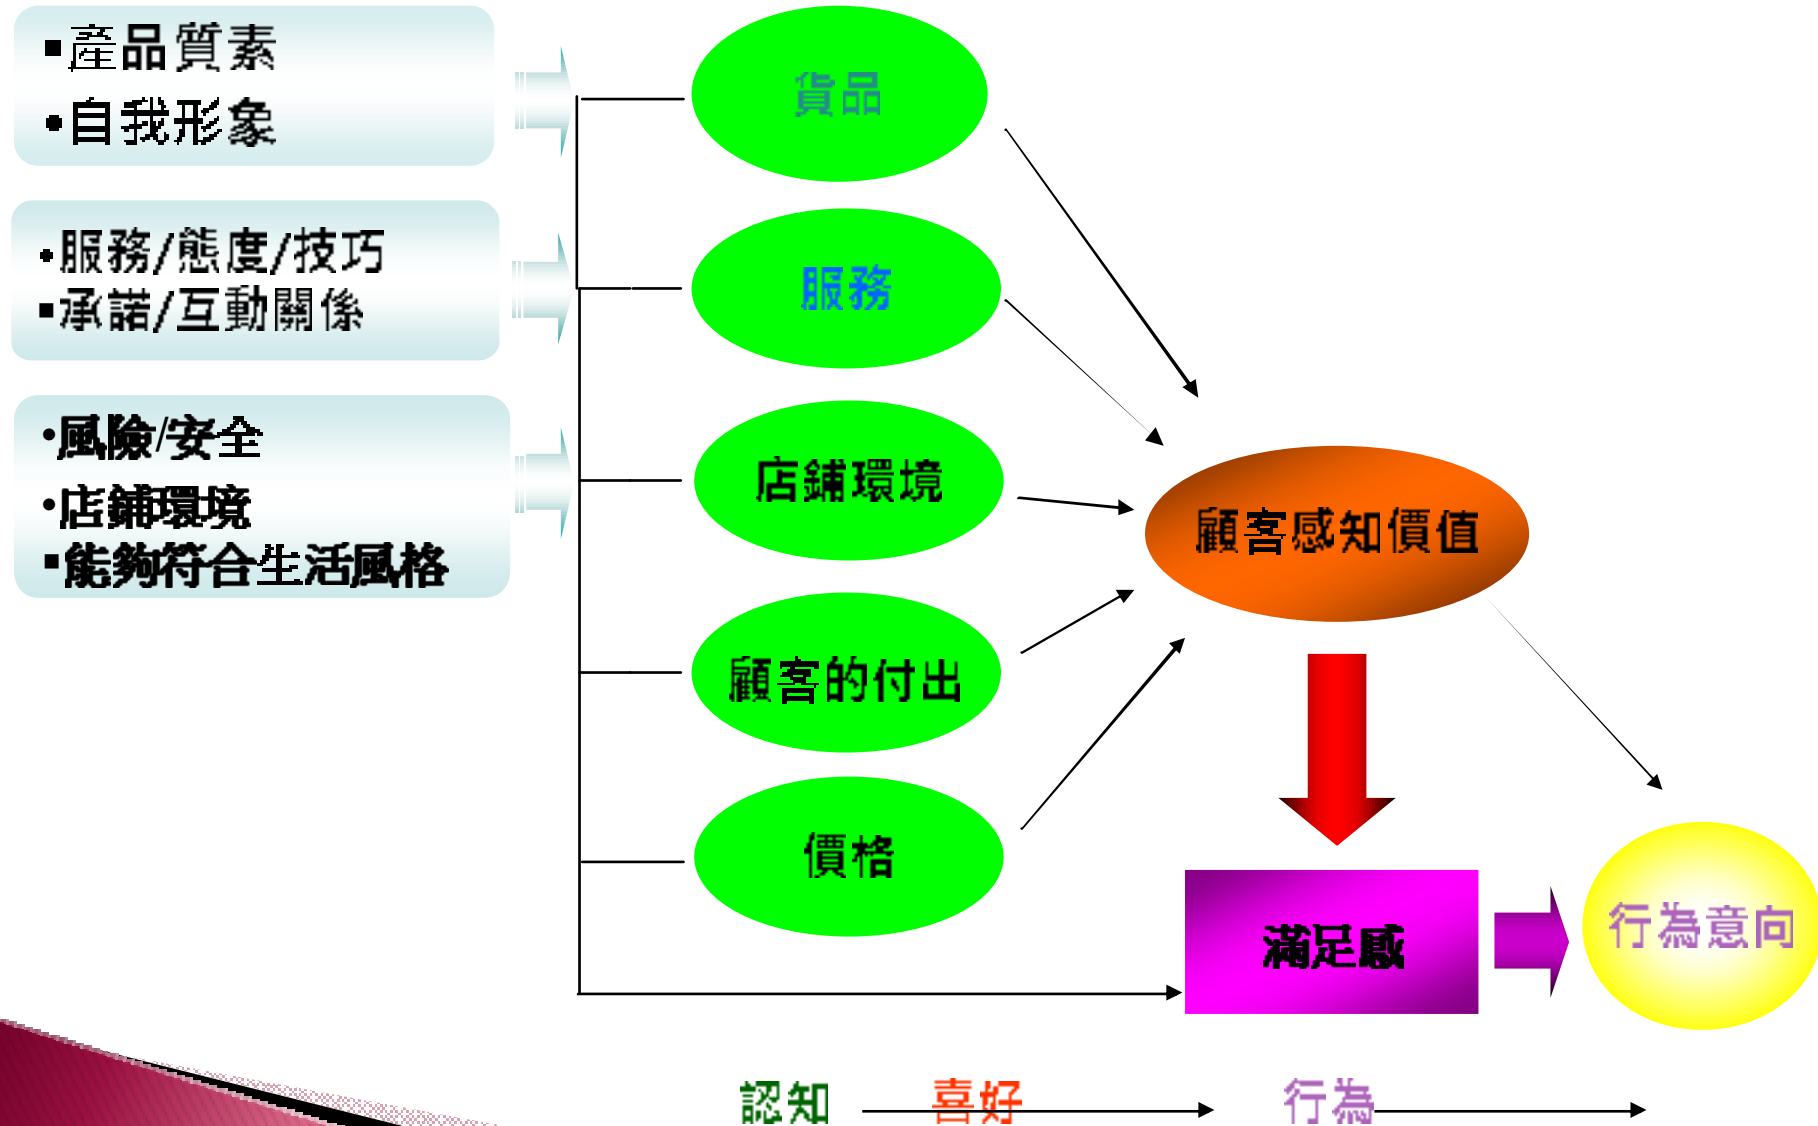 ▪產品質素
•自我形象
•服務/態度/技巧
▪承諾/互動關係
•風險/安全
•店鋪環境
▪能夠符合生活風格
貨品
服務
店鋪環境
顧客的付出
價格
顧客感知價值
滿足感
行為意向
認知
喜好
行為